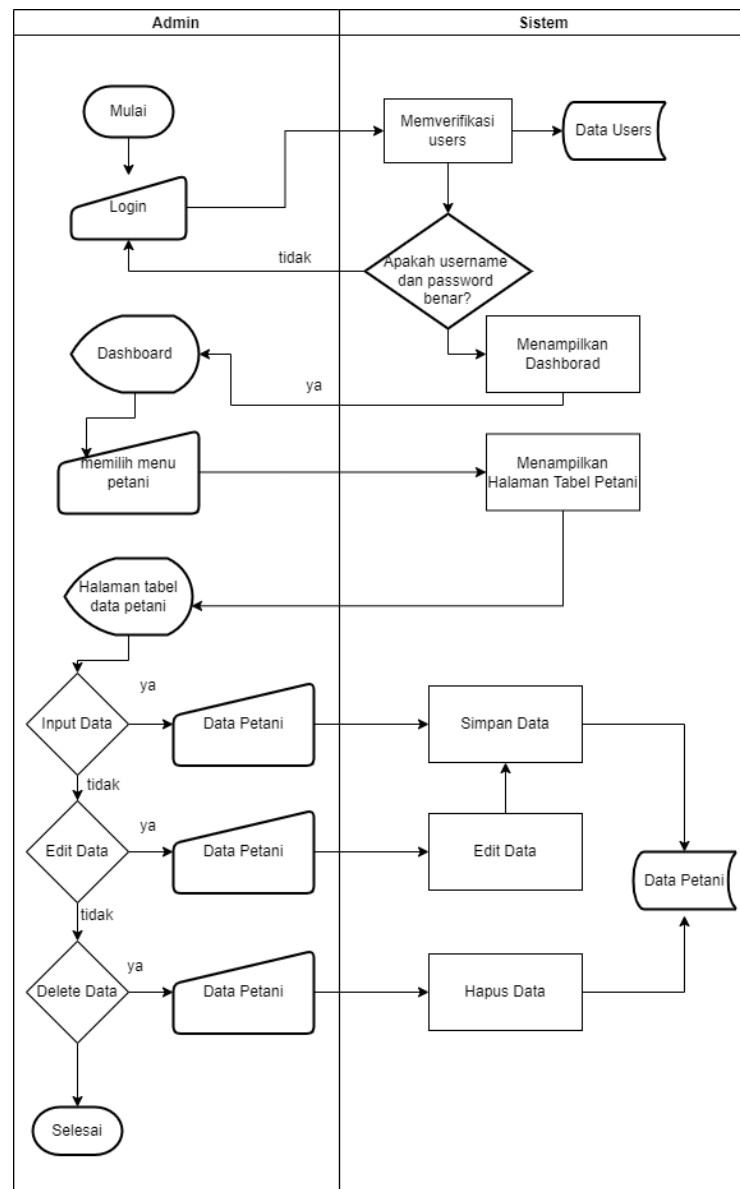 Admin
Sistem
Mulai
Memverifikasi
users
Data Users
Login
tidak
Apakah username
dan password
benar?
Dashboard
Menampilkan
Dashborad
ya
memilih menu
petani
Menampilkan
Halaman Tabel Petani
Halaman tabel
data petani
Input Data
ya
Data Petani
Simpan Data
tidak
Edit Data
ya
Data Petani
Edit Data
Data Petani
tidak
Delete Data
ya
Data Petani
Hapus Data
Selesai